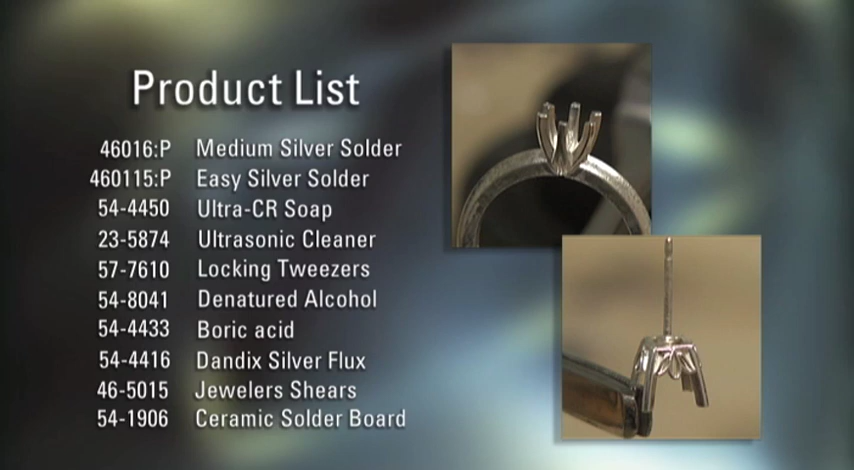 Product List
46016:P Medium Silver Solder
460115:P Easy Silver Solder
54-4450 Ultra-CR Soap
23-5874 Ultrasonic Cleaner
57-7610 Locking Tweezers
54-8041 Denatured Alcohol
54-4433 Boric acid
54-4416 Dandix Silver Flux
46-5015 Jewelers Shears
54-1906 Ceramic Solder Board